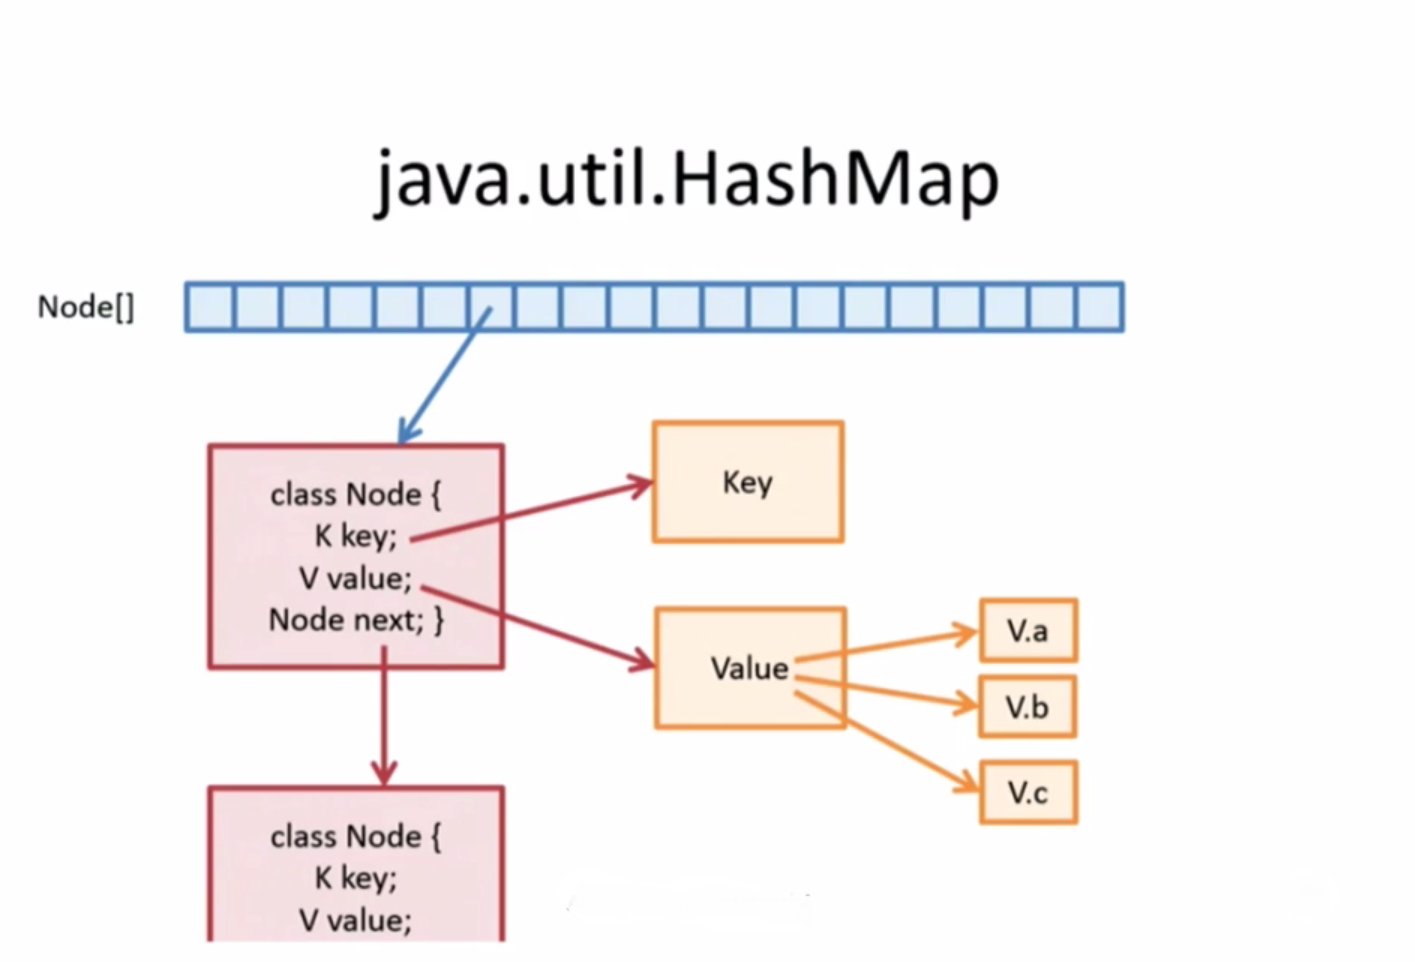 java.util.HashMap
Node[]
class Node {
K key;
V value;
Node next; }
Key
Value
V.a
V.b
V.c
class Node {
K key;
V value;